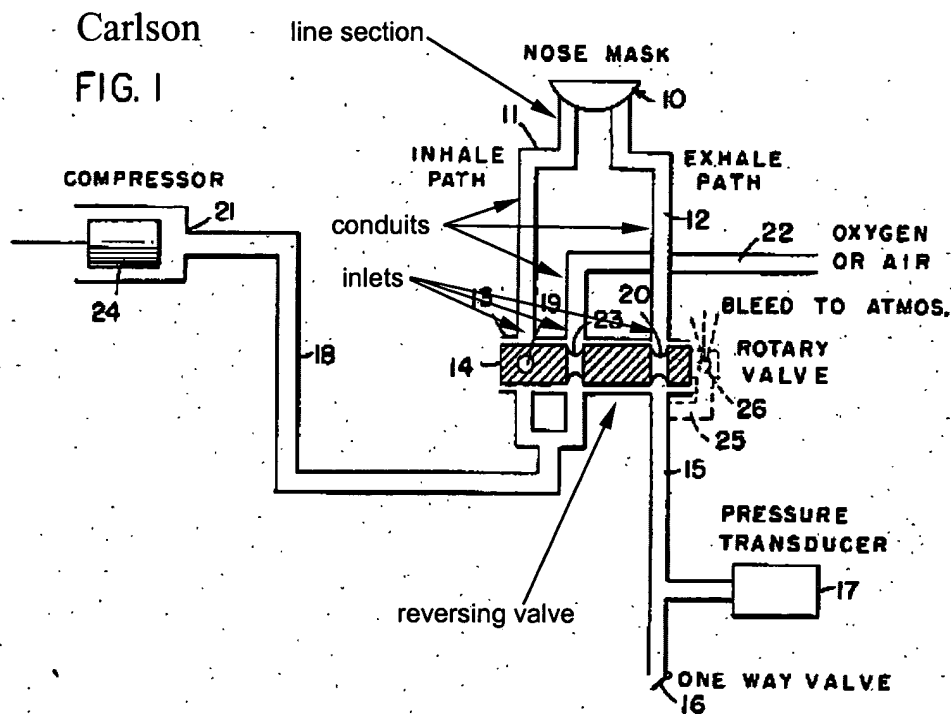 Carlson
FIG. 1
line section
NOSE MASK
10
11
INHALE
PATH
EXHALE
PATH
COMPRESSOR
21
12
conduits
22
OXYGEN
OR AIR
inlets
24
13
19
20
BLEED TO ATMOS.
23
18
14
ROTARY
VALVE
26
25
15
PRESSURE
TRANSDUCER
17
reversing valve
ONE WAY VALVE
16